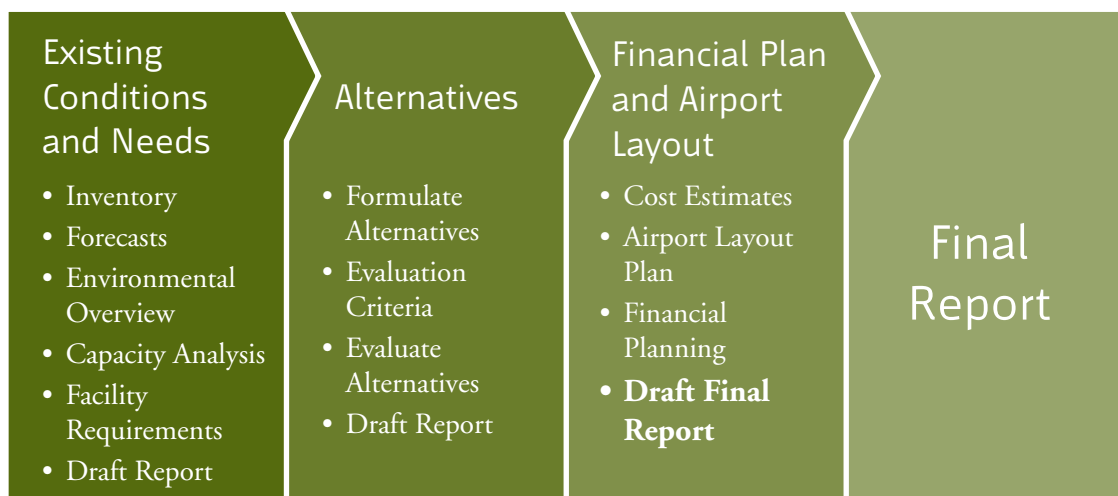 Existing
Conditions
and Needs
• Inventory
• Forecasts
• Environmental
Overview
• Capacity Analysis
• Facility
Requirements
• Draft Report
Alternatives
• Formulate
Alternatives
• Evaluation
Criteria
• Evaluate
Alternatives
• Draft Report
Financial Plan
and Airport
Layout
• Cost Estimates
• Airport Layout
Plan
• Financial
Planning
• Draft Final
Report
Final
Report